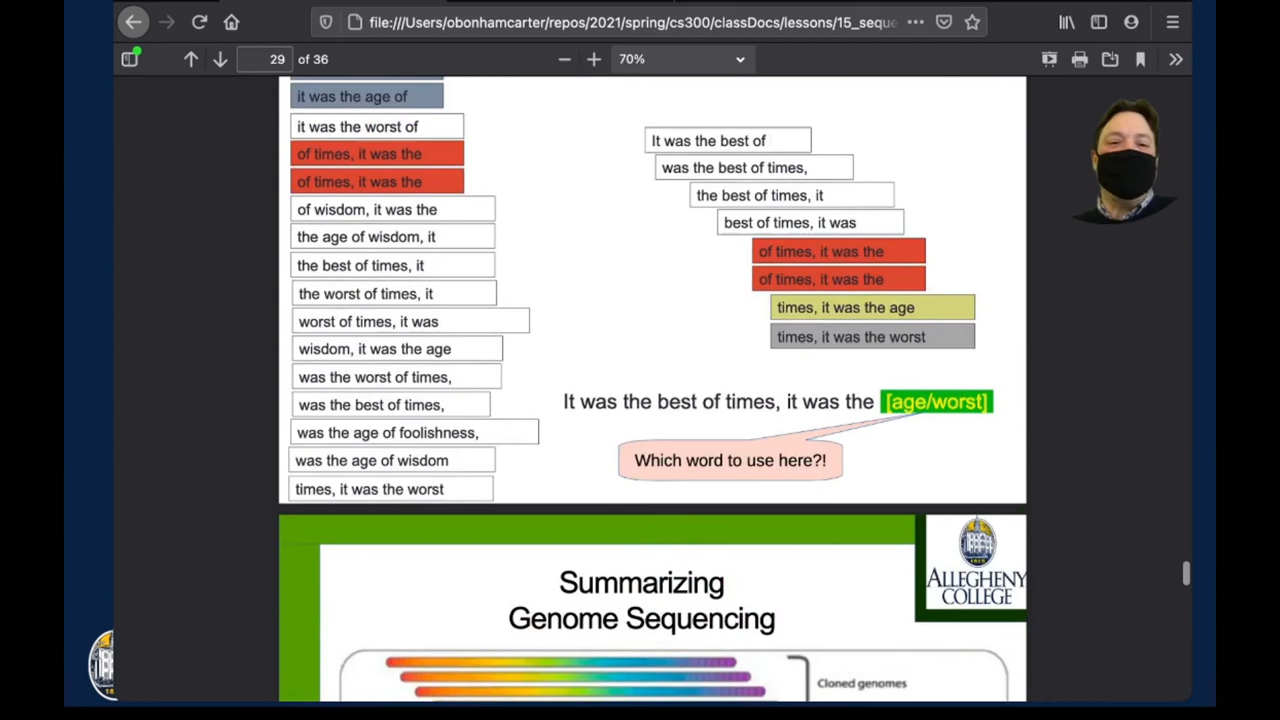 file:///Users/obonhamcarter/repos/2021/spring/cs300/classDocs/lessons/15_seque
29 of 36
70%
it was the age of
it was the worst of
of times, it was the
of times, it was the
of wisdom, it was the
the age of wisdom, it
the best of times, it
the worst of times, it
worst of times, it was
wisdom, it was the age
was the worst of times,
was the best of times,
was the age of foolishness,
was the age of wisdom
times, it was the worst
It was the best of
was the best of times,
the best of times, it
best of times, it was
of times, it was the
of times, it was the
times, it was the age
times, it was the worst
It was the best of times, it was the [age/worst]
Which word to use here?!
Summarizing
Genome Sequencing
ALLEGHENY
COLLEGE
Cloned genomes